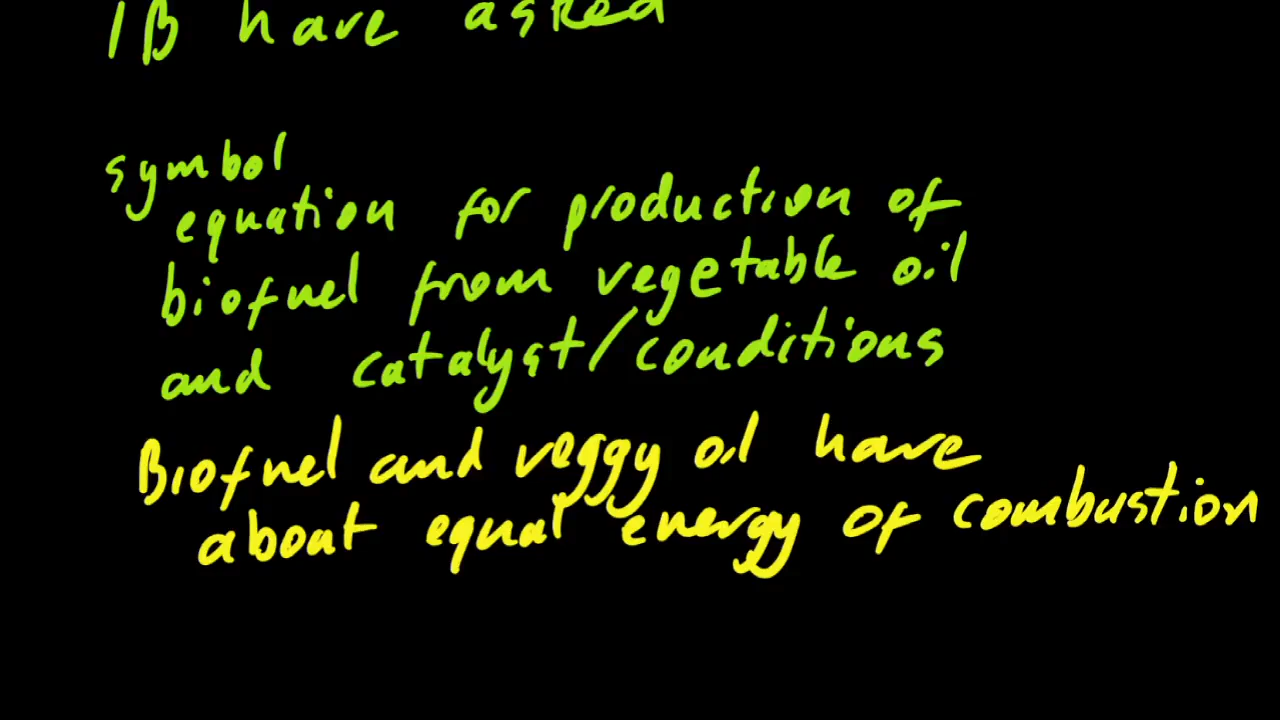 IB have asked
symbol
equation for production of
biofuel from vegetable oil
and catalyst/conditions
Biofuel and veggy oil have
about equal energy of combustion